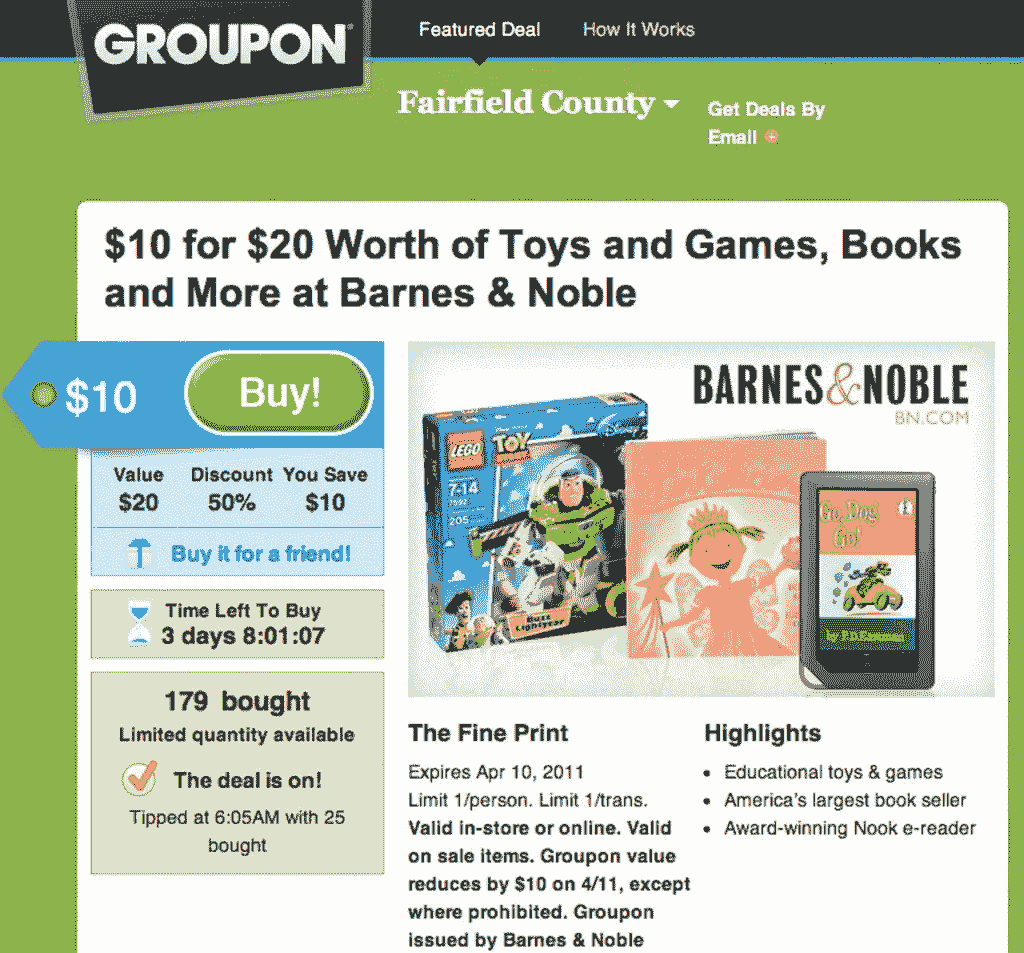 GROUPON
Featured Deal
How It Works
Fairfield County
Get Deals By
Email
$10 for $20 Worth of Toys and Games, Books
and More at Barnes & Noble
$10
Buy!
Value Discount You Save
$20 50% $10
Buy it for a friend!
Time Left To Buy
3 days 8:01:07
179 bought
Limited quantity available
The deal is on!
Tipped at 6:05AM with 25
bought
BARNES&NOBLE
BN.COM
LEGO
TOY
7-14
205
Buzz
Lightyear
Go, Dog
Go!
The Fine Print
Expires Apr 10, 2011
Limit 1/person. Limit 1/trans.
Valid in-store or online. Valid
on sale items. Groupon value
reduces by $10 on 4/11, except
where prohibited. Groupon
issued by Barnes & Noble
Highlights
• Educational toys & games
• America's largest book seller
• Award-winning Nook e-reader